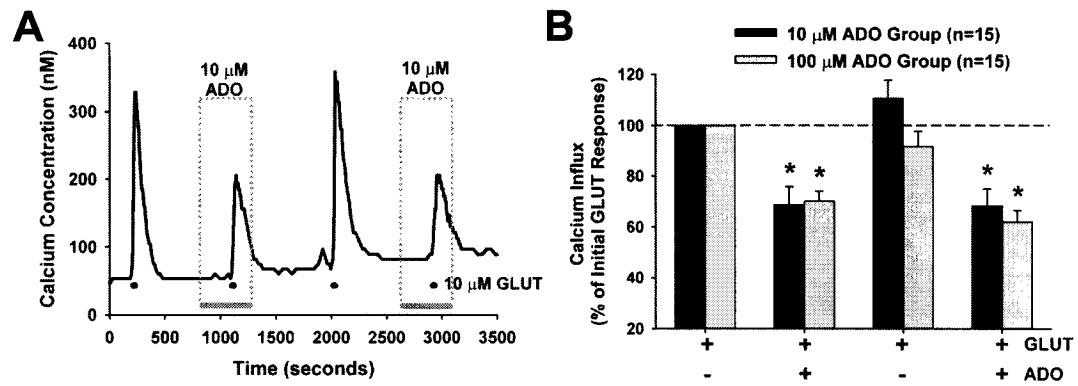 A
Calcium Concentration (nM)
400
300
200
100
0
10 μM
ADO
10 μM
ADO
10 μM GLUT
0 500 1000 1500 2000 2500 3000 3500
Time (seconds)
B
10 μM ADO Group (n=15)
100 μM ADO Group (n=15)
Calcium Influx
(% of Initial GLUT Response)
120
100
80
60
40
20
* *
* *
+ + + + GLUT
- + - + ADO